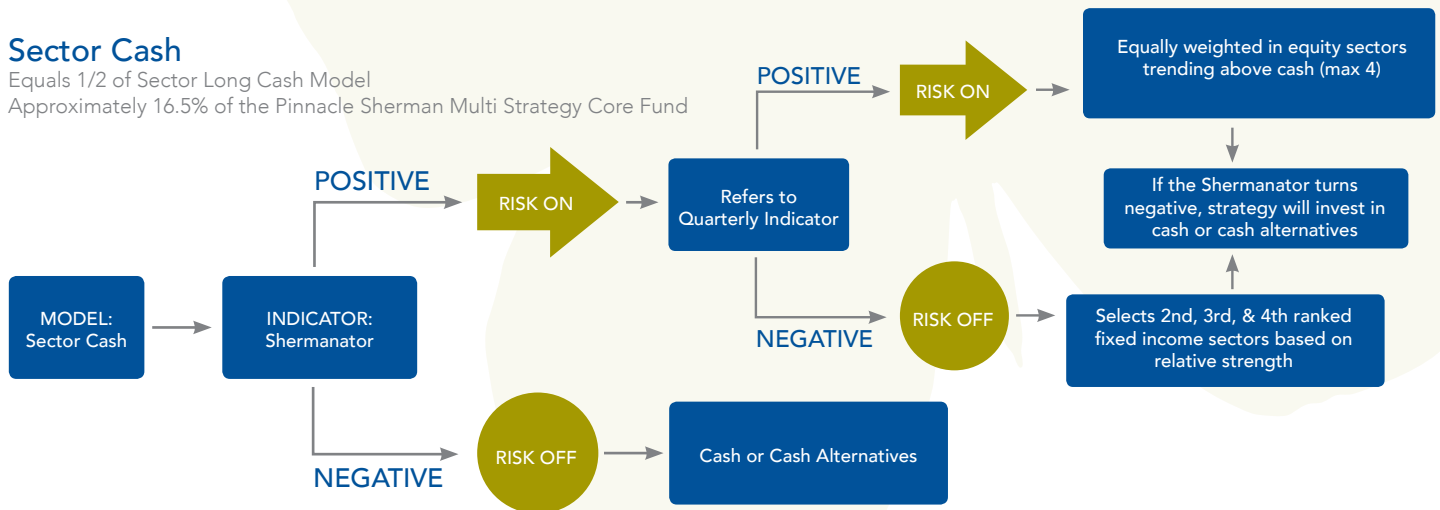 Sector Cash
Equals 1/2 of Sector Long Cash Model
Approximately 16.5% of the Pinnacle Sherman Multi Strategy Core Fund
MODEL:
Sector Cash
INDICATOR:
Shermanator
POSITIVE
RISK ON
Refers to
Quarterly Indicator
POSITIVE
RISK ON
Equally weighted in equity sectors
trending above cash (max 4)
If the Shermanator turns
negative, strategy will invest in
cash or cash alternatives
NEGATIVE
RISK OFF
Selects 2nd, 3rd, & 4th ranked
fixed income sectors based on
relative strength
NEGATIVE
RISK OFF
Cash or Cash Alternatives